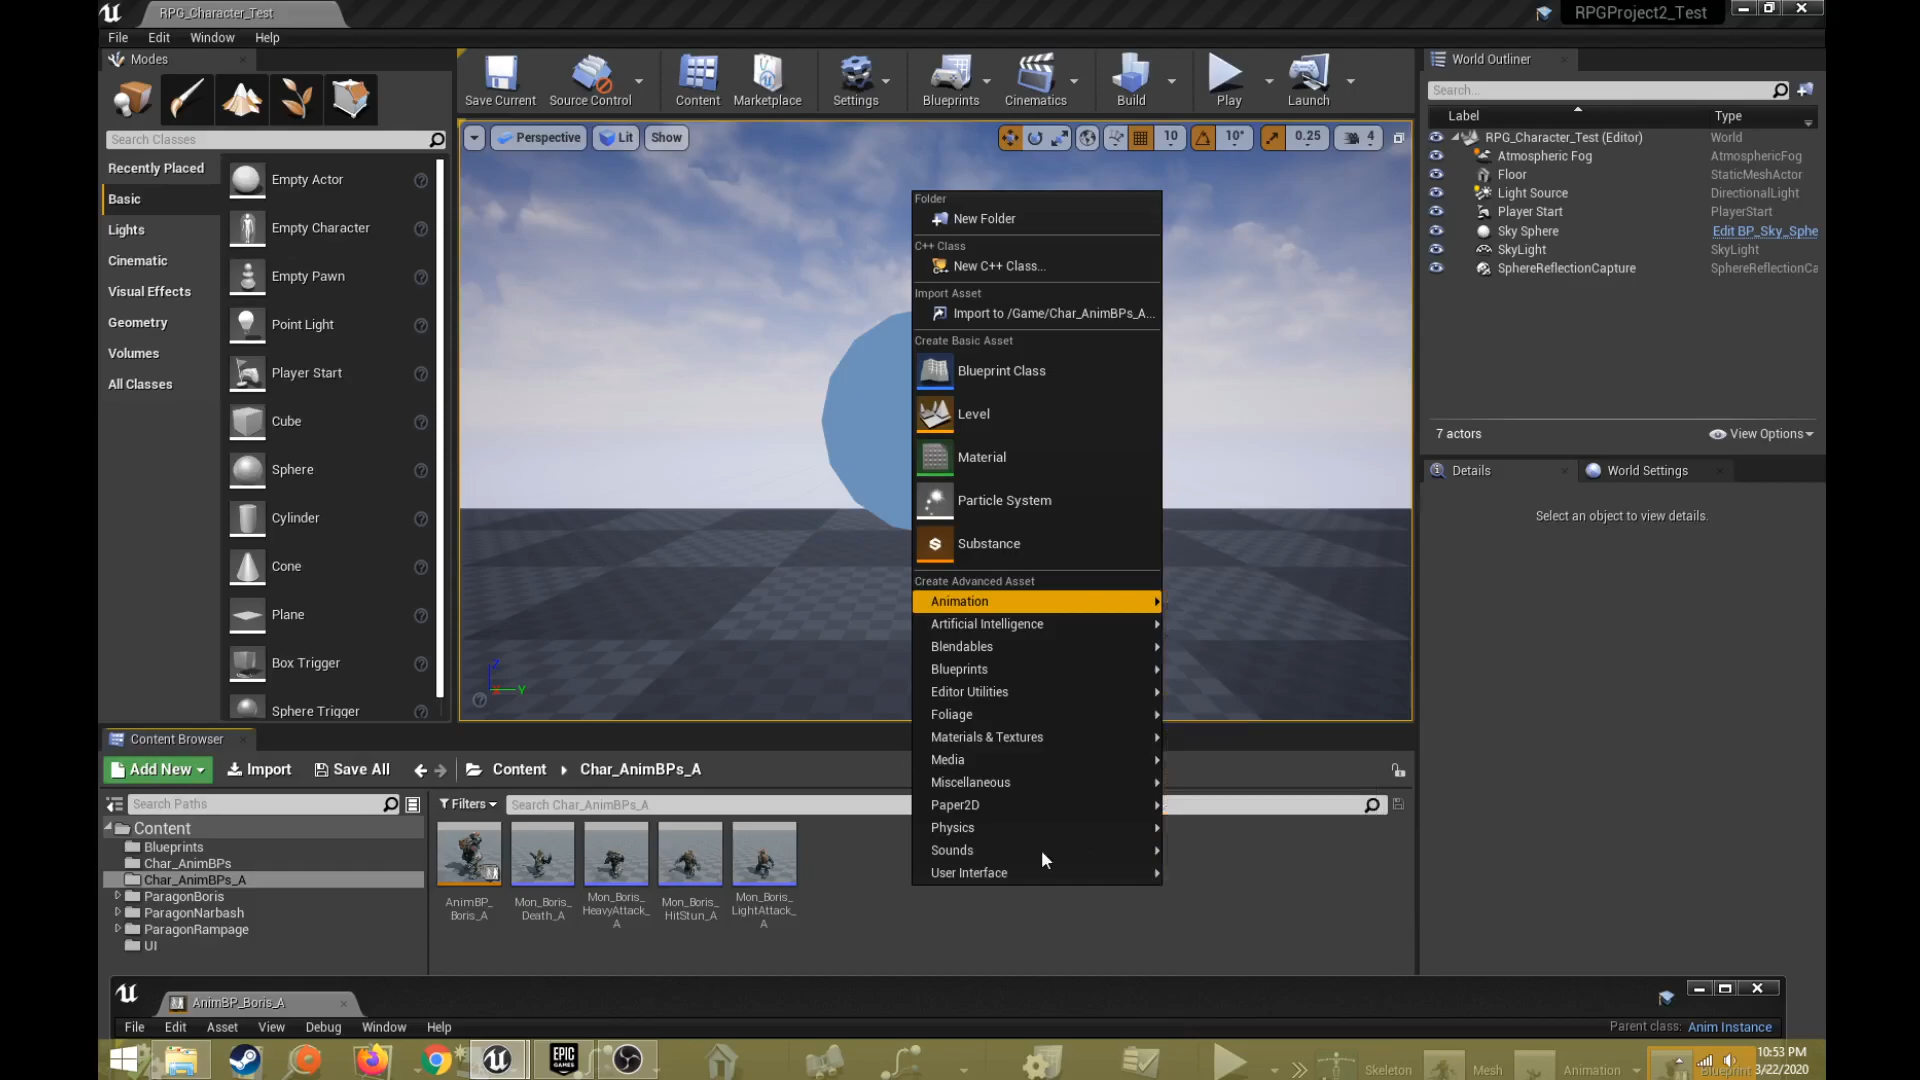 RPG_Character_Test
RPGProject2_Test
File Edit Window Help
Modes
Search Classes
Recently Placed
Basic
Lights
Cinematic
Visual Effects
Geometry
Volumes
All Classes
Empty Actor
Empty Character
Empty Pawn
Point Light
Player Start
Cube
Sphere
Cylinder
Cone
Plane
Box Trigger
Sphere Trigger
Save Current Source Control Content Marketplace Settings Blueprints Cinematics Build Play Launch
Perspective Lit Show
10 10° 0.25 4
Folder
New Folder
C++ Class
New C++ Class...
Import Asset
Import to /Game/Char_AnimBPs_A...
Create Basic Asset
Blueprint Class
Level
Material
Particle System
Substance
Create Advanced Asset
Animation
Artificial Intelligence
Blendables
Blueprints
Editor Utilities
Foliage
Materials & Textures
Media
Miscellaneous
Paper2D
Physics
Sounds
User Interface
Z
X Y
World Outliner
Search...
Label Type
RPG_Character_Test (Editor) World
Atmospheric Fog AtmosphericFog
Floor StaticMeshActor
Light Source DirectionalLight
Player Start PlayerStart
Sky Sphere Edit BP_Sky_Sphe
SkyLight SkyLight
SphereReflectionCapture SphereReflectionCa
7 actors View Options
Details World Settings
Select an object to view details.
Content Browser
Add New Import Save All Content Char_AnimBPs_A
Search Paths
Filters Search Char_AnimBPs_A
Content
Blueprints
Char_AnimBPs
Char_AnimBPs_A
ParagonBoris
ParagonNarbash
ParagonRampage
UI
AnimBP_
Boris_A
Mon_Boris_
Death_A
Mon_Boris_
HeavyAttack_
A
Mon_Boris_
HitStun_A
Mon_Boris_
LightAttack_
A
AnimBP_Boris_A
File Edit Asset View Debug Window Help
Parent class: Anim Instance
EPIC
GAMES
Skeleton Mesh Animation Blueprint
10:53 PM
3/22/2020